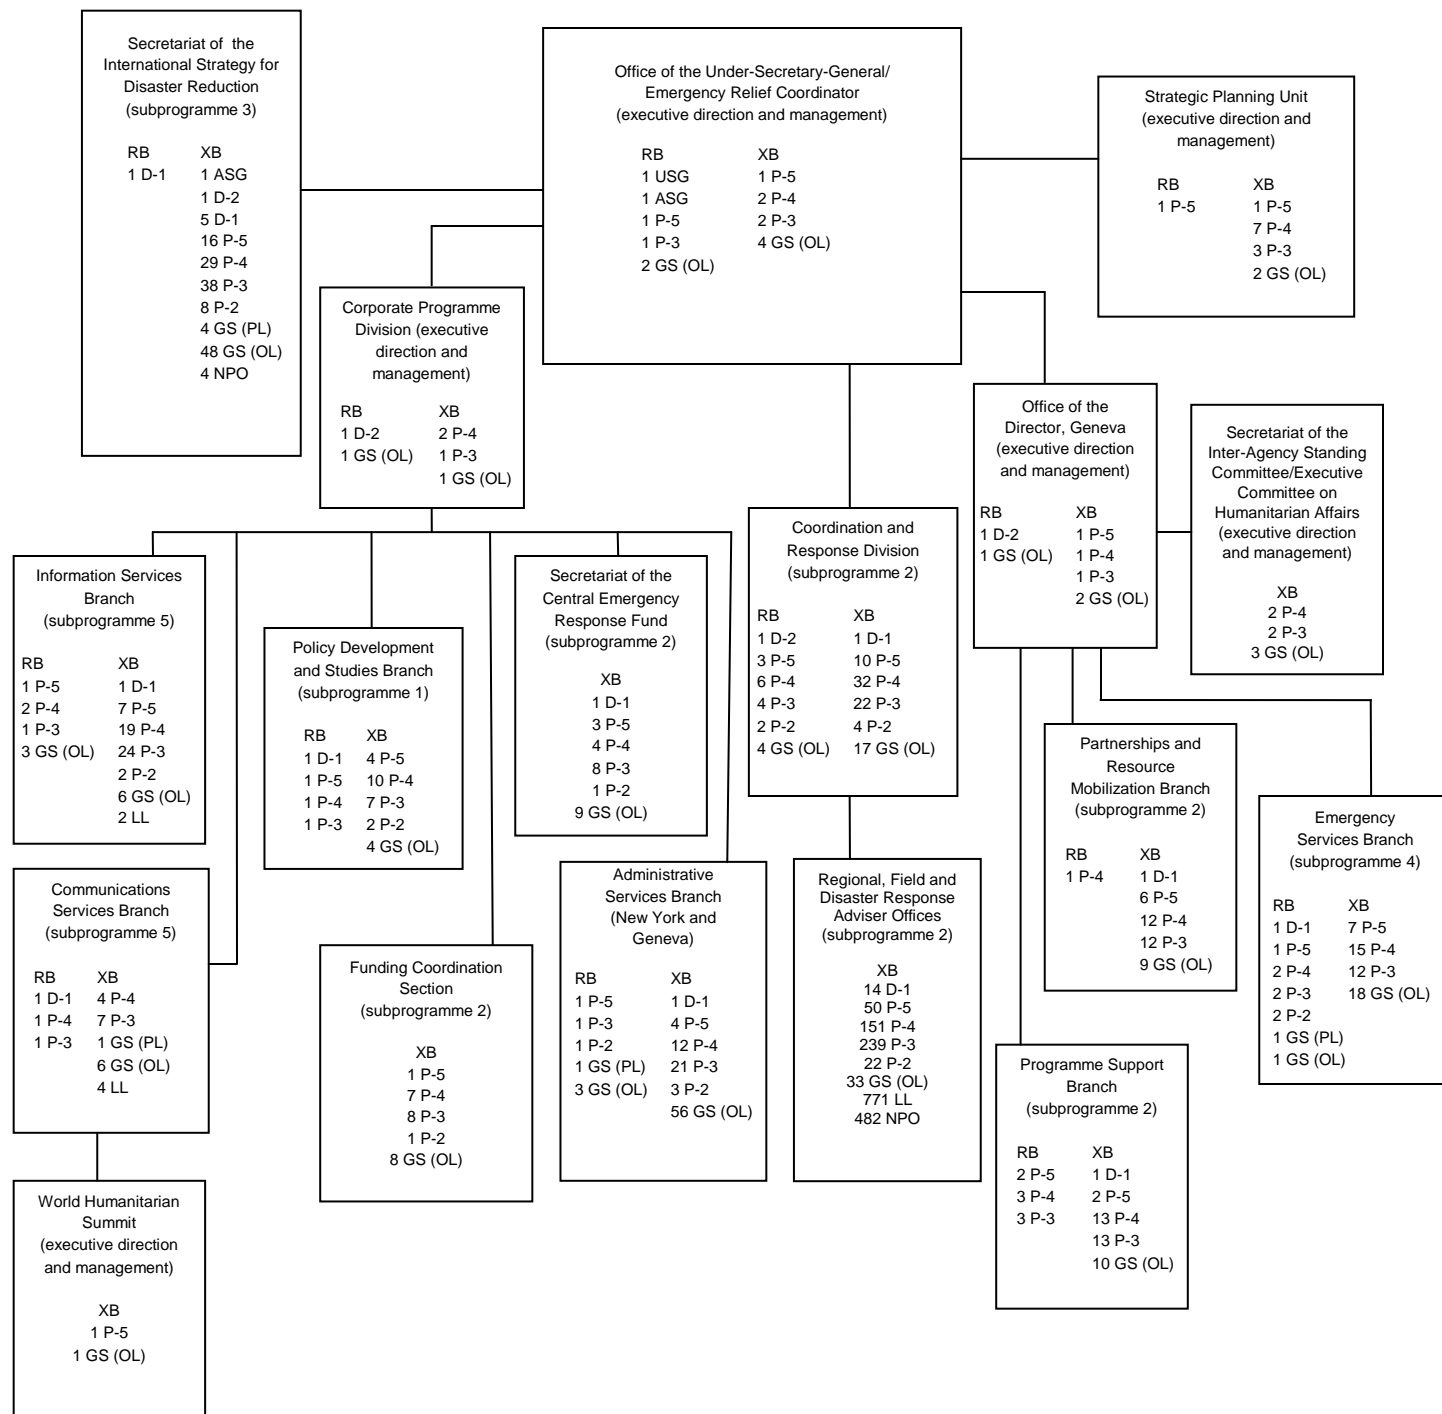 Secretariat of the
International Strategy for
Disaster Reduction
(subprogramme 3)
RB XB
1 D-1 1 ASG
1 D-2
5 D-1
16 P-5
29 P-4
38 P-3
8 P-2
4 GS (PL)
48 GS (OL)
4 NPO
Office of the Under-Secretary-General/
Emergency Relief Coordinator
(executive direction and management)
RB XB
1 USG 1 P-5
1 ASG 2 P-4
1 P-5 2 P-3
1 P-3 4 GS (OL)
2 GS (OL)
Strategic Planning Unit
(executive direction and
management)
RB XB
1 P-5 1 P-5
7 P-4
3 P-3
2 GS (OL)
Corporate Programme
Division (executive
direction and
management)
RB XB
1 D-2 2 P-4
1 GS (OL) 1 P-3
1 GS (OL)
Office of the
Director, Geneva
(executive direction
and management)
RB XB
1 D-2 1 P-5
1 GS (OL) 1 P-4
1 P-3
2 GS (OL)
Secretariat of the
Inter-Agency Standing
Committee/Executive
Committee on
Humanitarian Affairs
(executive direction
and management)
XB
2 P-4
2 P-3
3 GS (OL)
Information Services
Branch
(subprogramme 5)
RB XB
1 P-5 1 D-1
2 P-4 7 P-5
1 P-3 19 P-4
3 GS (OL) 24 P-3
2 P-2
6 GS (OL)
2 LL
Policy Development
and Studies Branch
(subprogramme 1)
RB XB
1 D-1 4 P-5
1 P-5 10 P-4
1 P-4 7 P-3
1 P-3 2 P-2
4 GS (OL)
Secretariat of the
Central Emergency
Response Fund
(subprogramme 2)
XB
1 D-1
3 P-5
4 P-4
8 P-3
1 P-2
9 GS (OL)
Coordination and
Response Division
(subprogramme 2)
RB XB
1 D-2 1 D-1
3 P-5 10 P-5
6 P-4 32 P-4
4 P-3 22 P-3
2 P-2 4 P-2
4 GS (OL) 17 GS (OL)
Partnerships and
Resource
Mobilization Branch
(subprogramme 2)
RB XB
1 P-4 1 D-1
6 P-5
12 P-4
12 P-3
9 GS (OL)
Emergency
Services Branch
(subprogramme 4)
RB XB
1 D-1 7 P-5
1 P-5 15 P-4
2 P-4 12 P-3
2 P-3 18 GS (OL)
2 P-2
1 GS (PL)
1 GS (OL)
Communications
Services Branch
(subprogramme 5)
RB XB
1 D-1 4 P-4
1 P-4 7 P-3
1 P-3 1 GS (PL)
6 GS (OL)
4 LL
Funding Coordination
Section
(subprogramme 2)
XB
1 P-5
7 P-4
8 P-3
1 P-2
8 GS (OL)
Administrative
Services Branch
(New York and
Geneva)
RB XB
1 P-5 1 D-1
1 P-3 4 P-5
1 P-2 12 P-4
1 GS (PL) 21 P-3
3 GS (OL) 3 P-2
56 GS (OL)
Regional, Field and
Disaster Response
Adviser Offices
(subprogramme 2)
XB
14 D-1
50 P-5
151 P-4
239 P-3
22 P-2
33 GS (OL)
771 LL
482 NPO
Programme Support
Branch
(subprogramme 2)
RB XB
2 P-5 1 D-1
3 P-4 2 P-5
3 P-3 13 P-4
13 P-3
10 GS (OL)
World Humanitarian
Summit
(executive direction
and management)
XB
1 P-5
1 GS (OL)